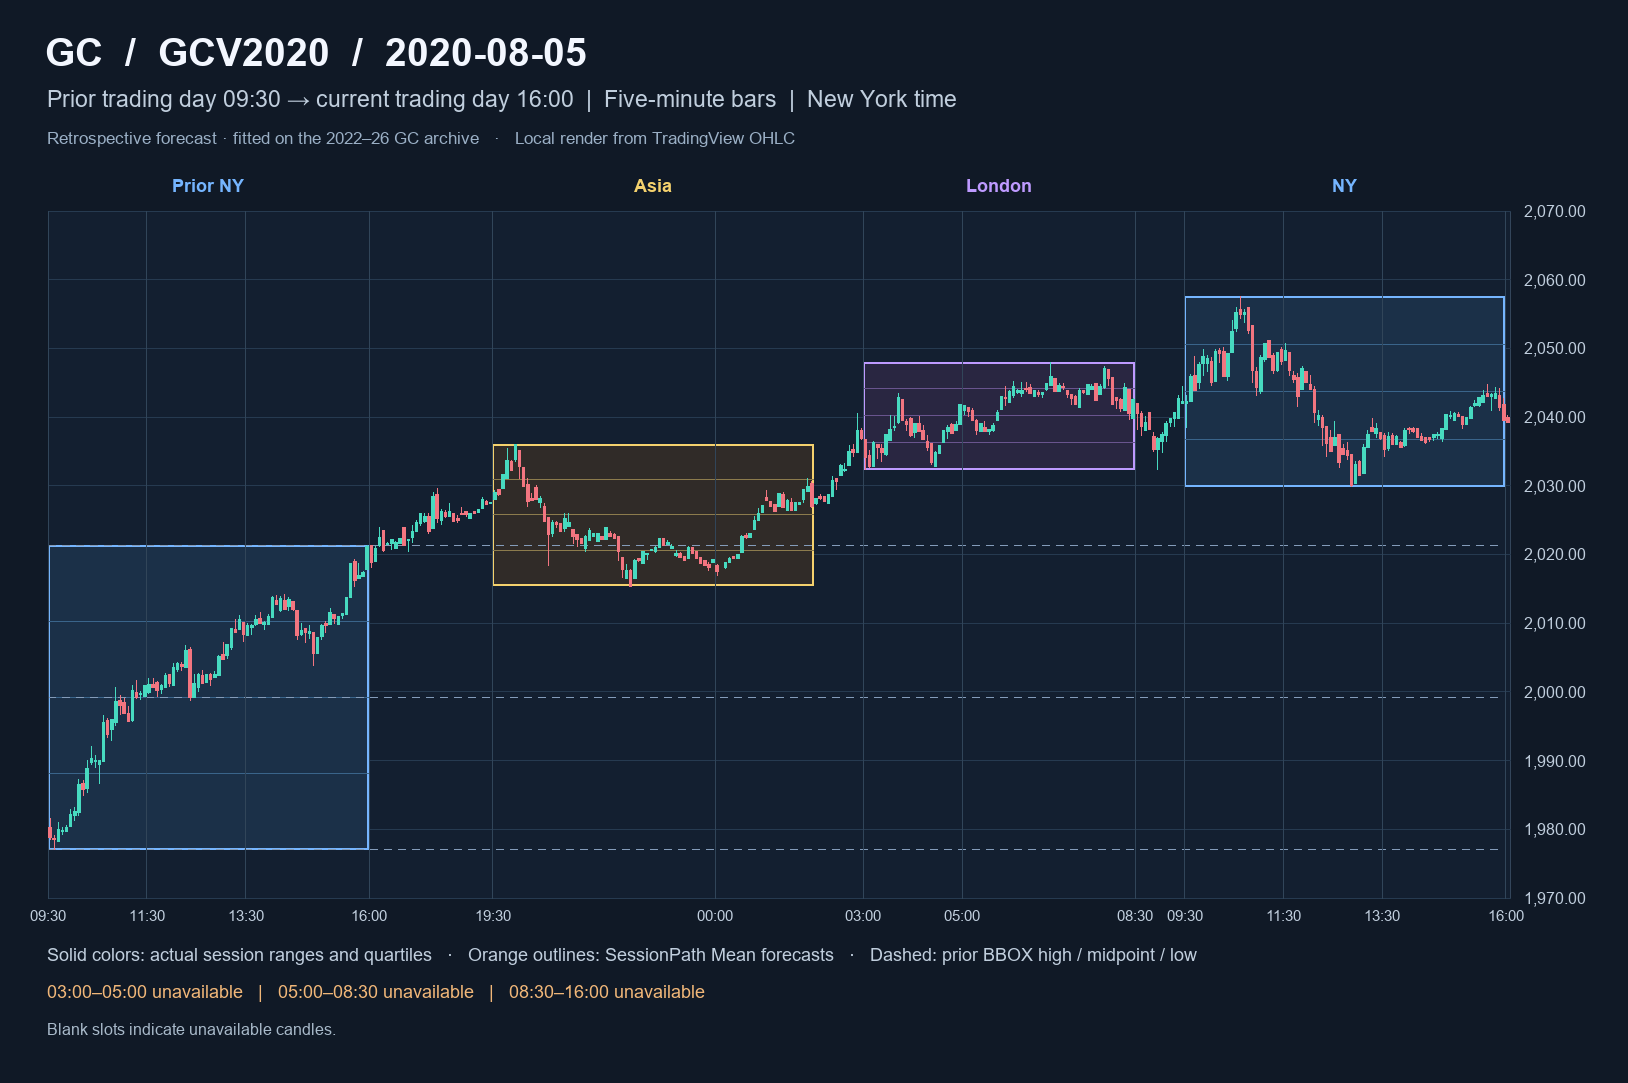 GC / GCV2020 / 2020-08-05
Prior trading day 09:30 → current trading day 16:00 | Five-minute bars | New York time
Retrospective forecast · fitted on the 2022–26 GC archive · Local render from TradingView OHLC
Prior NY Asia London NY
2,070.00
2,060.00
2,050.00
2,040.00
2,030.00
2,020.00
2,010.00
2,000.00
1,990.00
1,980.00
1,970.00
09:30 11:30 13:30 16:00 19:30 00:00 03:00 05:00 08:30 09:30 11:30 13:30 16:00
Solid colors: actual session ranges and quartiles · Orange outlines: SessionPath Mean forecasts · Dashed: prior BBOX high / midpoint / low
03:00–05:00 unavailable | 05:00–08:30 unavailable | 08:30–16:00 unavailable
Blank slots indicate unavailable candles.